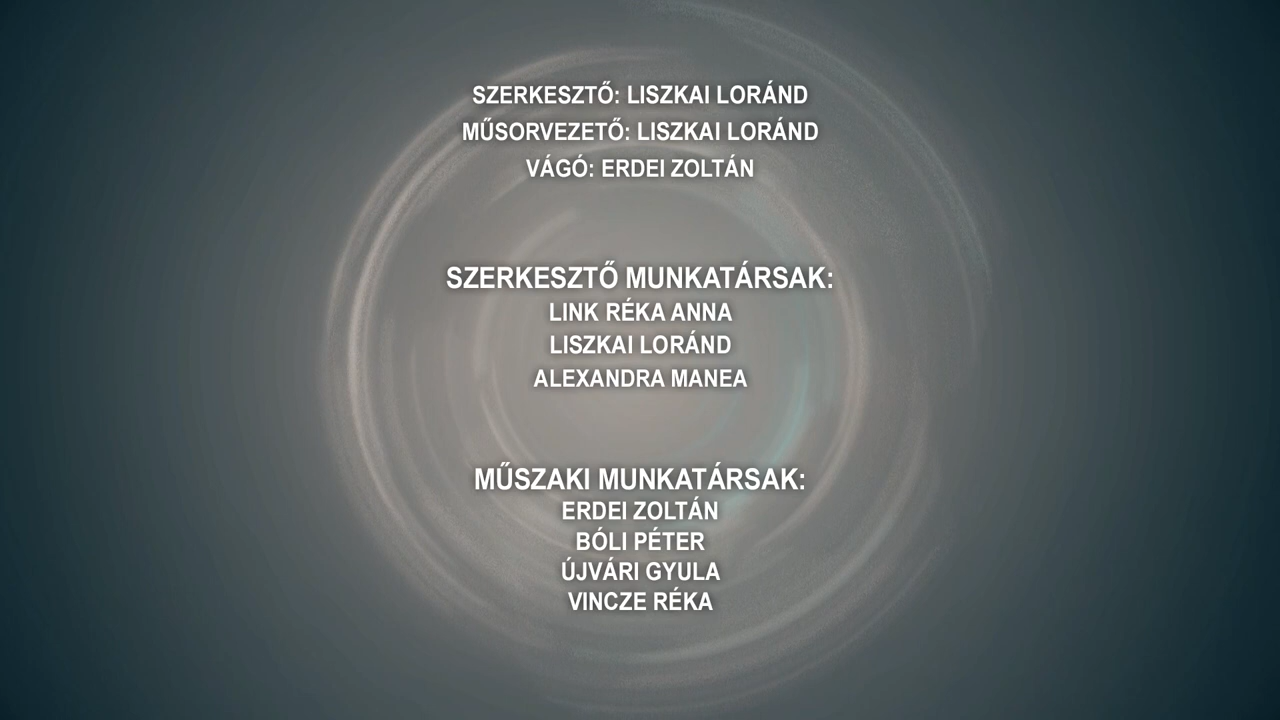 SZERKESZTŐ: LISZKAI LORÁND
MŰSORVEZETŐ: LISZKAI LORÁND
VÁGÓ: ERDEI ZOLTÁN
SZERKESZTŐ MUNKATÁRSAK:
LINK RÉKA ANNA
LISZKAI LORÁND
ALEXANDRA MANEA
MŰSZAKI MUNKATÁRSAK:
ERDEI ZOLTÁN
BÓLI PÉTER
ÚJVÁRI GYULA
VINCZE RÉKA